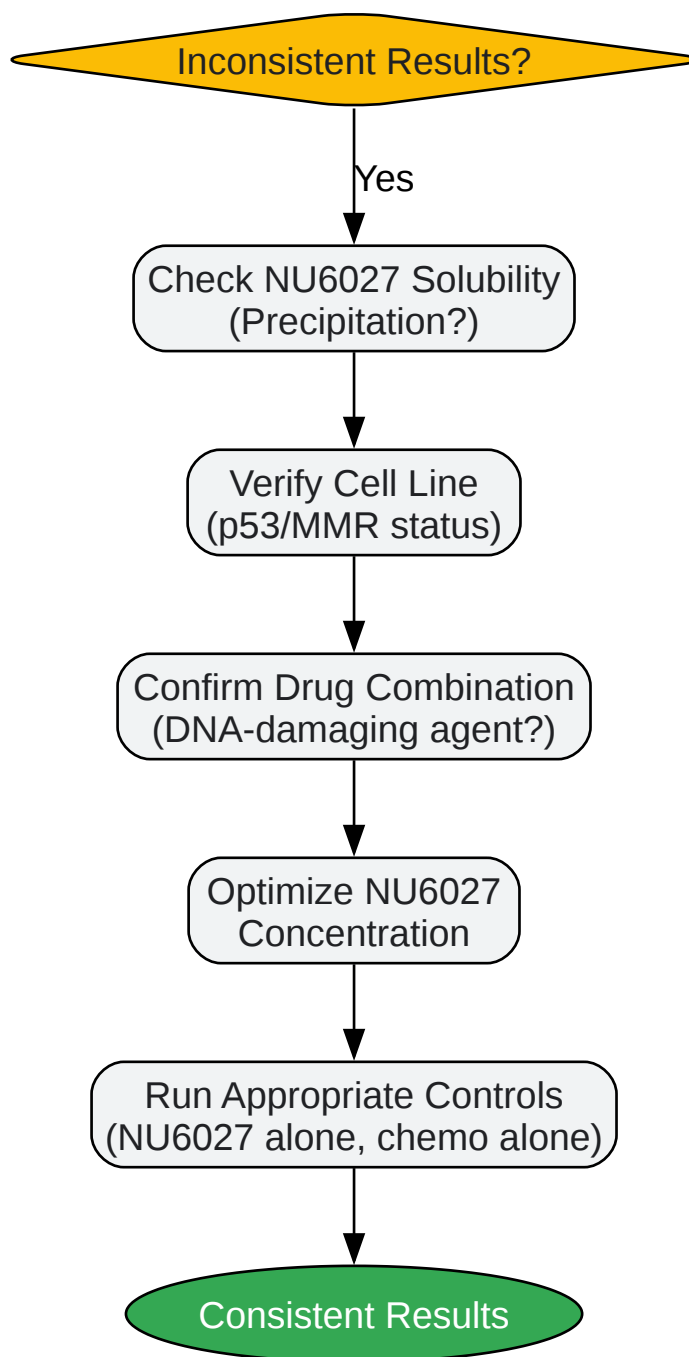 Inconsistent Results?
Yes
Check NU6027 Solubility
(Precipitation?)
Verify Cell Line
(p53/MMR status)
Confirm Drug Combination
(DNA-damaging agent?)
Optimize NU6027
Concentration
Run Appropriate Controls
(NU6027 alone, chemo alone)
Consistent Results